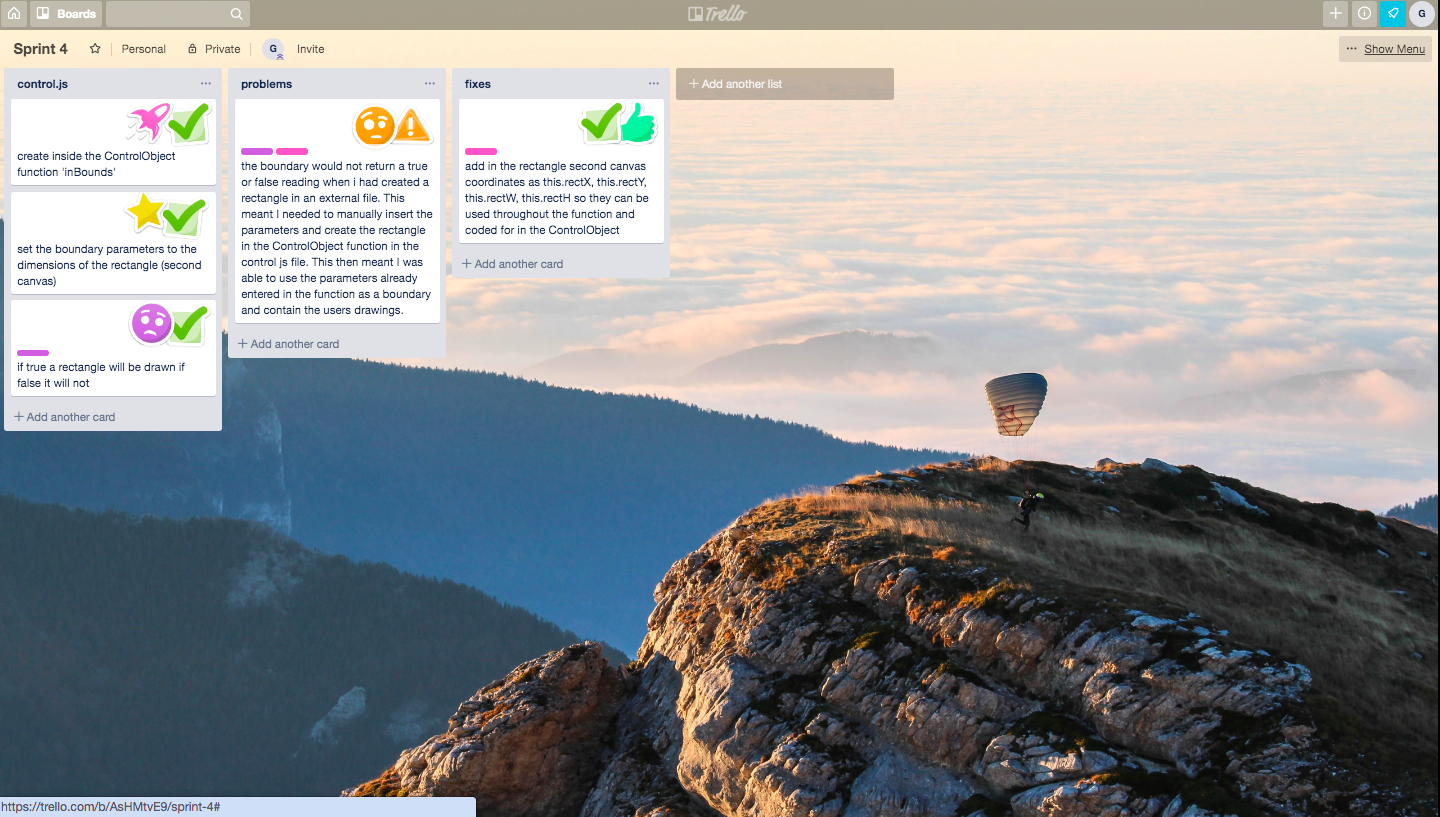 Boards
Trello
G
Sprint 4
Personal
Private
G
Invite
... Show Menu
control.js
...
create inside the ControlObject
function 'inBounds'
set the boundary parameters to the
dimensions of the rectangle (second
canvas)
if true a rectangle will be drawn if
false it will not
+ Add another card
problems
...
the boundary would not return a true
or false reading when i had created a
rectangle in an external file. This
meant I needed to manually insert the
parameters and create the rectangle
in the ControlObject function in the
control js file. This then meant I was
able to use the parameters already
entered in the function as a boundary
and contain the users drawings.
+ Add another card
fixes
...
add in the rectangle second canvas
coordinates as this.rectX, this.rectY,
this.rectW, this.rectH so they can be
used throughout the function and
coded for in the ControlObject
+ Add another card
+ Add another list
https://trello.com/b/AsHMtvE9/sprint-4#